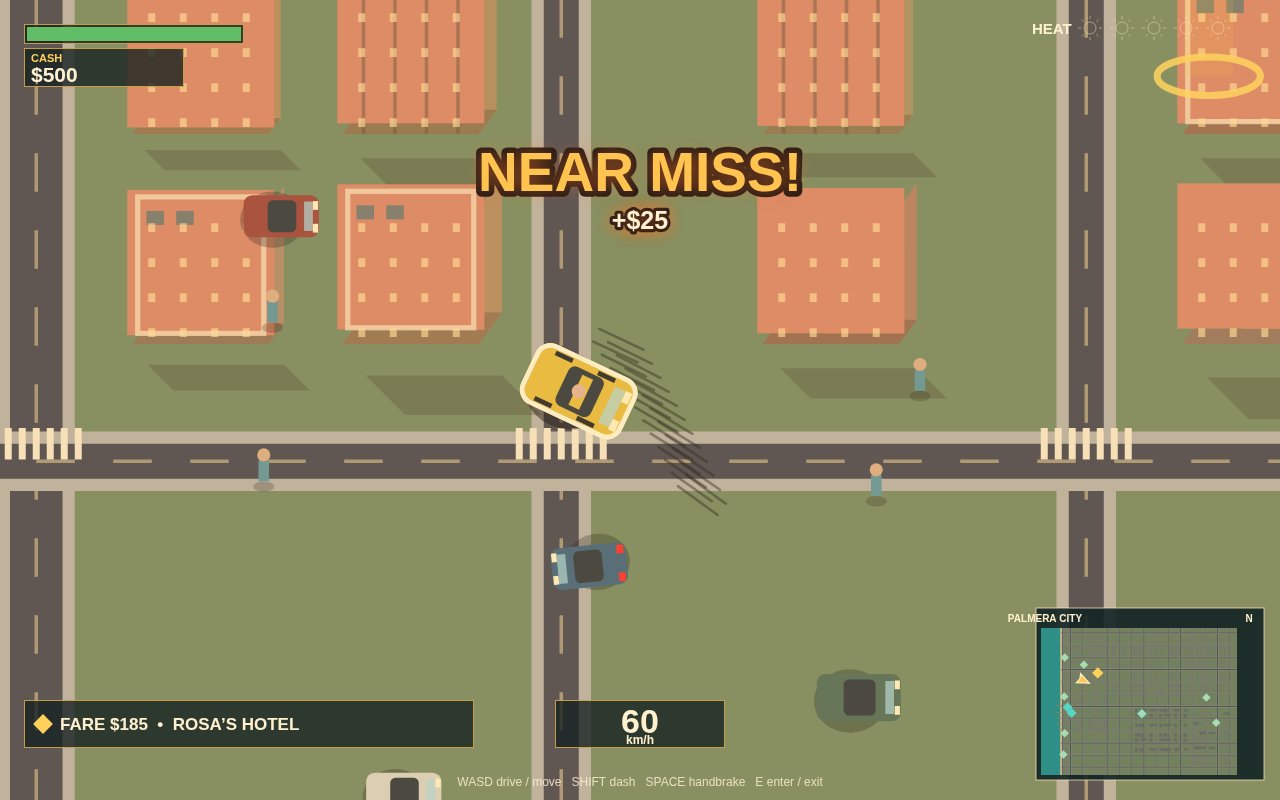 CASH
$500
HEAT
NEAR MISS!
+$25
PALMERA CITY
N
FARE $185 • ROSA’S HOTEL
60
km/h
WASD drive / move SHIFT dash SPACE handbrake E enter / exit